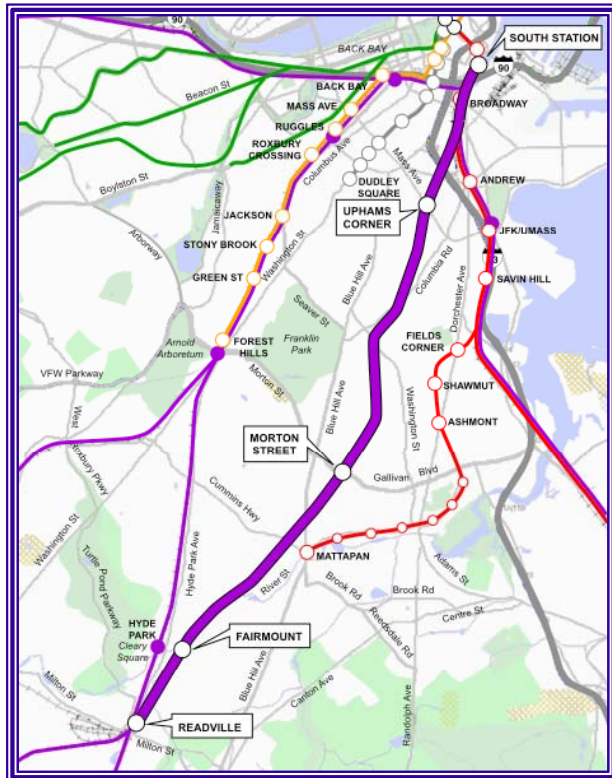 90
SOUTH STATION
90
BACK BAY
BACK BAY
Beacon St
MASS AVE
BROADWAY
RUGGLES
ROXBURY
CROSSING
Columbus Ave
Mass Ave
Boylston St
DUDLEY
SQUARE
ANDREW
Jamaicaway
JACKSON
UPHAMS
CORNER
JFK/UMASS
Arborway
STONY BROOK
Washington St
Columbia Rd
GREEN ST
Blue Hill Ave
SAVIN HILL
Dorchester Ave
Seaver St
Arnold
Arboretum
FOREST
HILLS
Franklin
Park
FIELDS
CORNER
VFW Parkway
Morton St
SHAWMUT
West
Roxbury Pkwy
Blue Hill Ave
Washington St
ASHMONT
MORTON
STREET
Gallivan Blvd
Cummins Hwy
Washington St
Hyde Park Ave
MATTAPAN
Turtle
Pond Parkway
River St
Adams St
Brook Rd
Brook Rd
Centre St
HYDE
PARK
Cleary
Square
FAIRMOUNT
Reedsdale Rd
Blue Hill Ave
Milton St
Canton Ave
Randolph Ave
READVILLE
Milton St